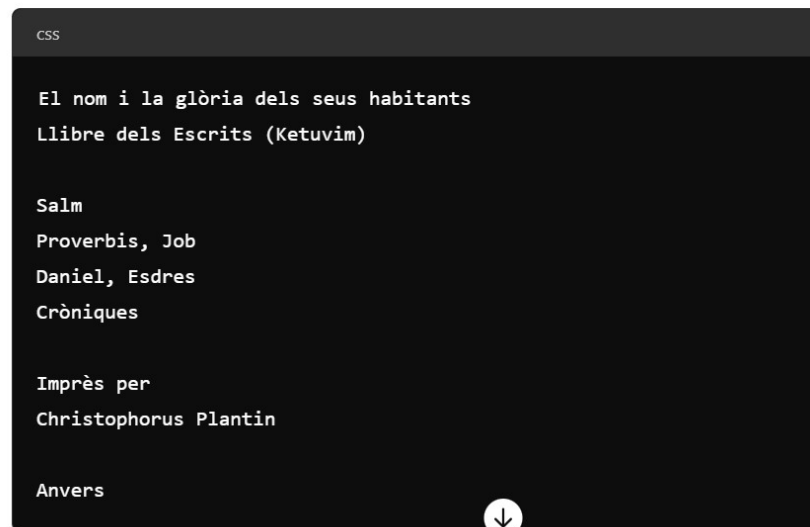 css
El nom i la glòria dels seus habitants
Llibre dels Escrits (Ketuvim)
Salm
Proverbis, Job
Daniel, Esdres
Cròniques
Imprès per
Christophorus Plantin
Anvers